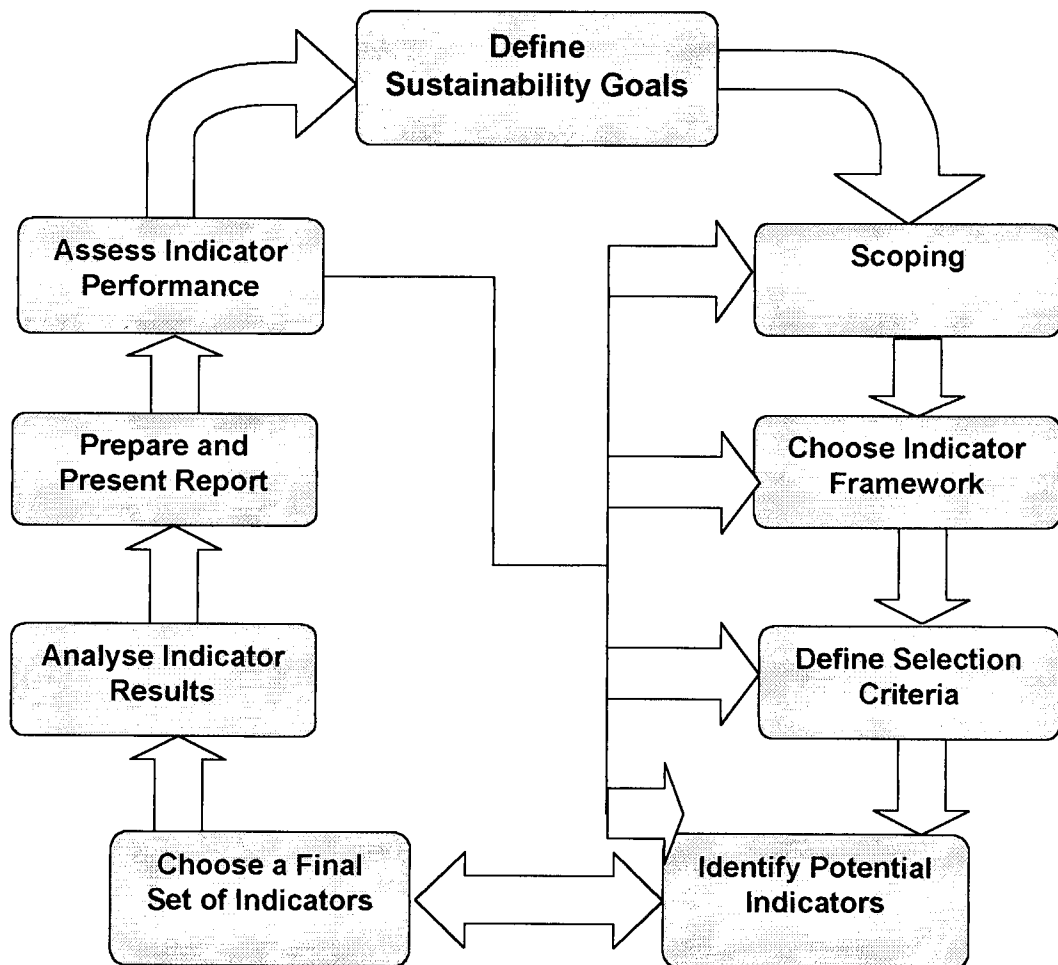 Define
Sustainability Goals
Assess Indicator
Performance
Scoping
Prepare and
Present Report
Choose Indicator
Framework
Analyse Indicator
Results
Define Selection
Criteria
Choose a Final
Set of Indicators
Identify Potential
Indicators